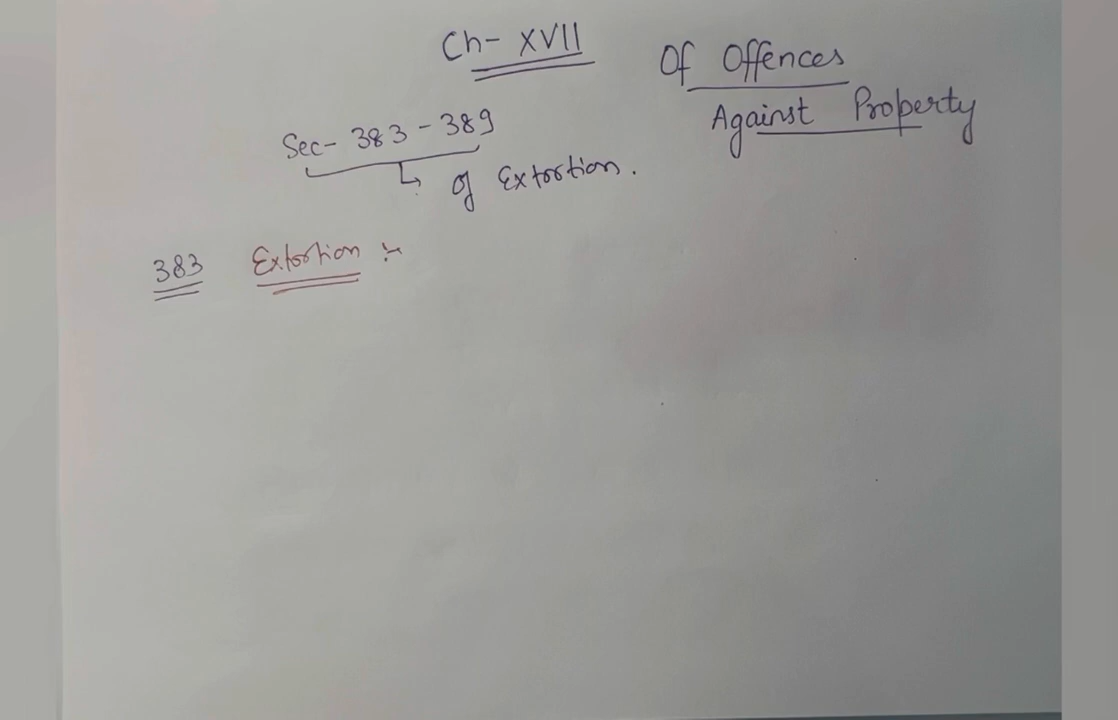 Ch- XVII
Of Offences
Against Property
Sec- 383 - 389
↳ of Extortion.
383 Extortion :-